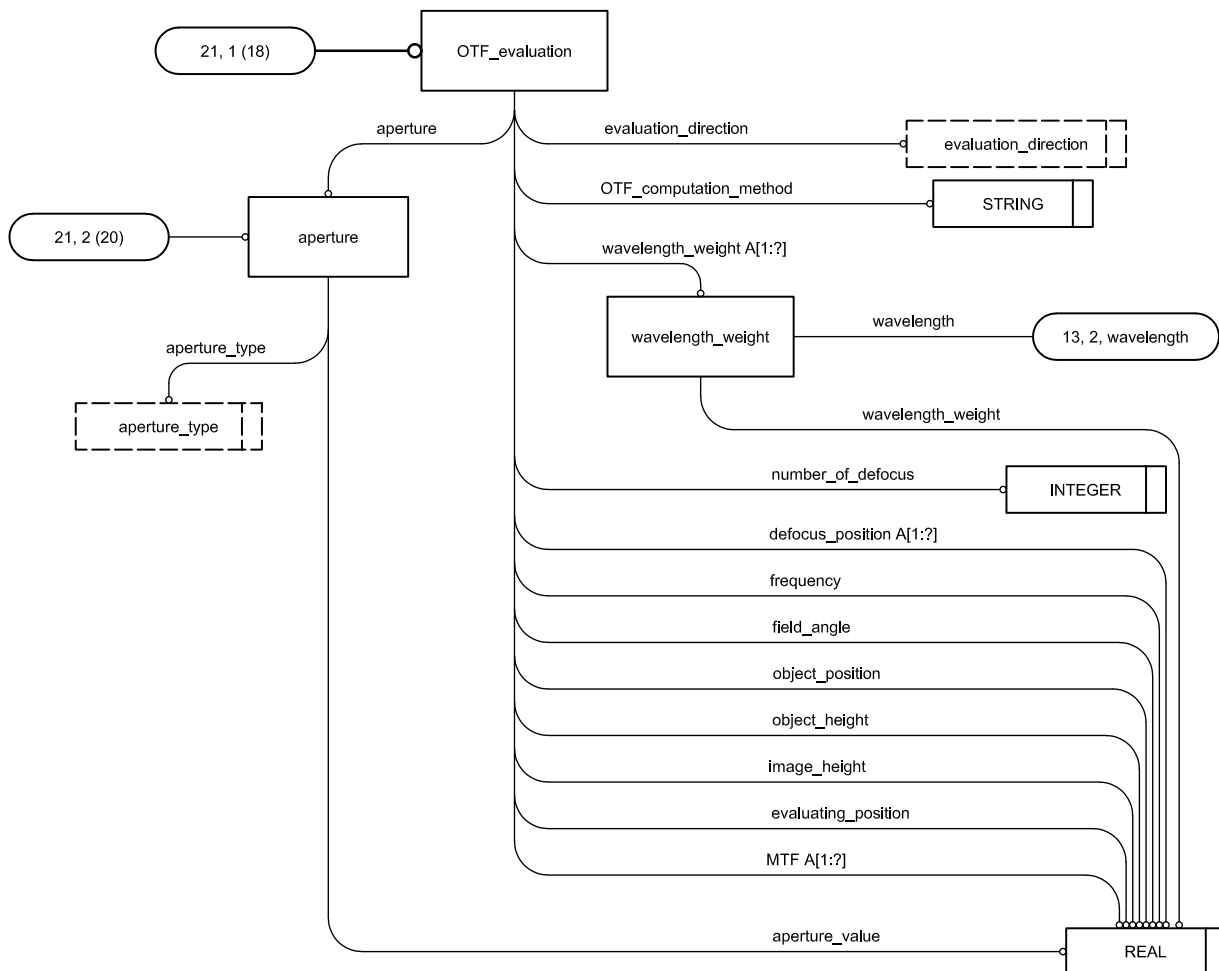 21, 1 (18)
OTF_evaluation
aperture
evaluation_direction
evaluation_direction
OTF_computation_method
STRING
21, 2 (20)
aperture
wavelength_weight A[1:?]
wavelength_weight
wavelength
13, 2, wavelength
aperture_type
aperture_type
wavelength_weight
number_of_defocus
INTEGER
defocus_position A[1:?]
frequency
field_angle
object_position
object_height
image_height
evaluating_position
MTF A[1:?]
aperture_value
REAL